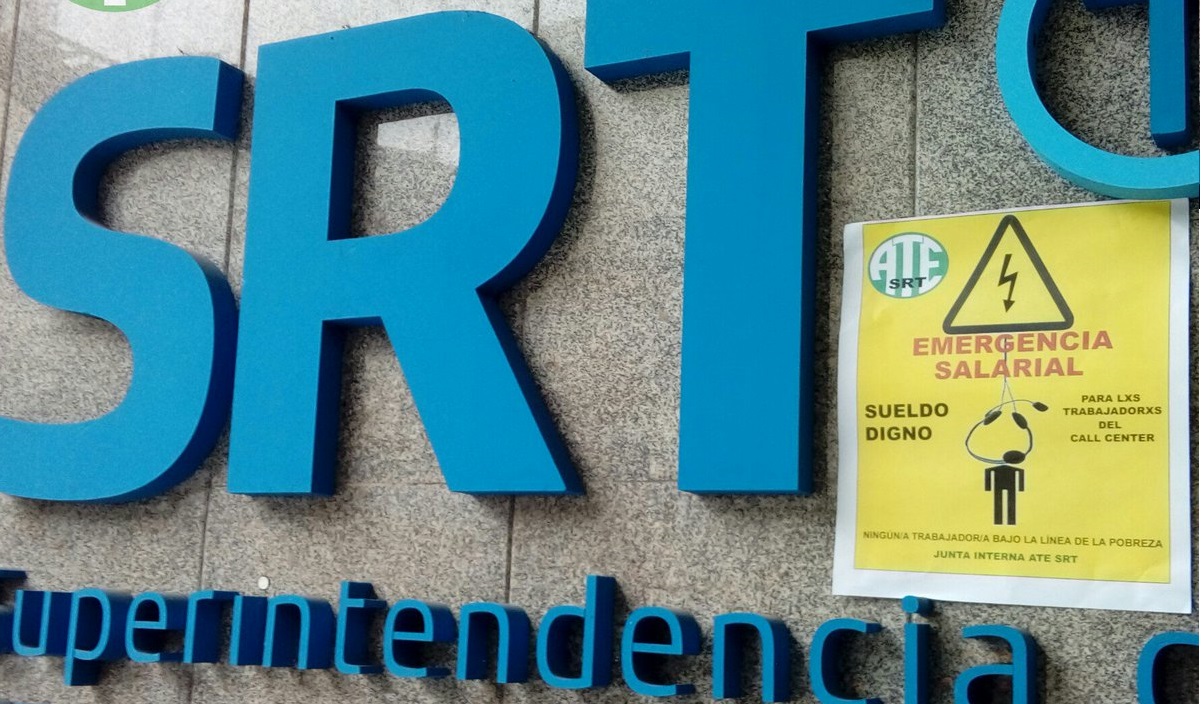 SRT
Superintendencia
ATE
SRT
EMERGENCIA
SALARIAL
SUELDO
DIGNO
PARA LXS
TRABAJADORXS
DEL
CALL CENTER
NINGÚN/A TRABAJADOR/A BAJO LA LÍNEA DE LA POBREZA
JUNTA INTERNA ATE SRT